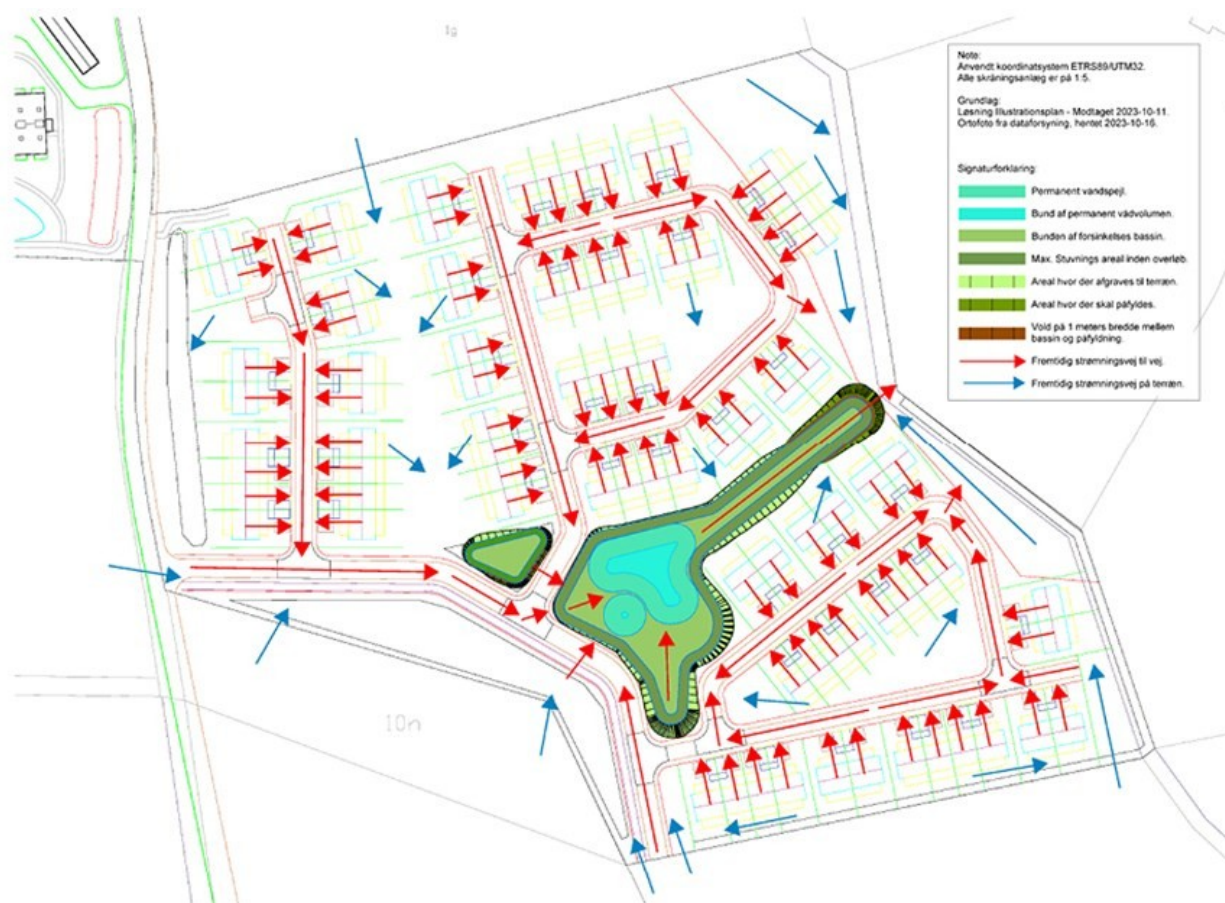 1g
Note:
Anvendt koordinatsystem ETRS89/UTM32.
Alle skråningsanlæg er på 1:5.
Grundlag:
Løsning Illustrationsplan - Modtaget 2023-10-11.
Ortofoto fra dataforsyning, hentet 2023-10-16.
Signaturforklaring:
Permanent vandspejl.
Bund af permanent vådvolumen.
Bunden af forsinkelses bassin.
Max. Stuvnings areal inden overløb.
Areal hvor der afgraves til terræn.
Areal hvor der skal påfyldes.
Vold på 1 meters bredde mellem
bassin og påfyldning.
Fremtidig strømningsvej til vej.
Fremtidig strømningsvej på terræn.
10n